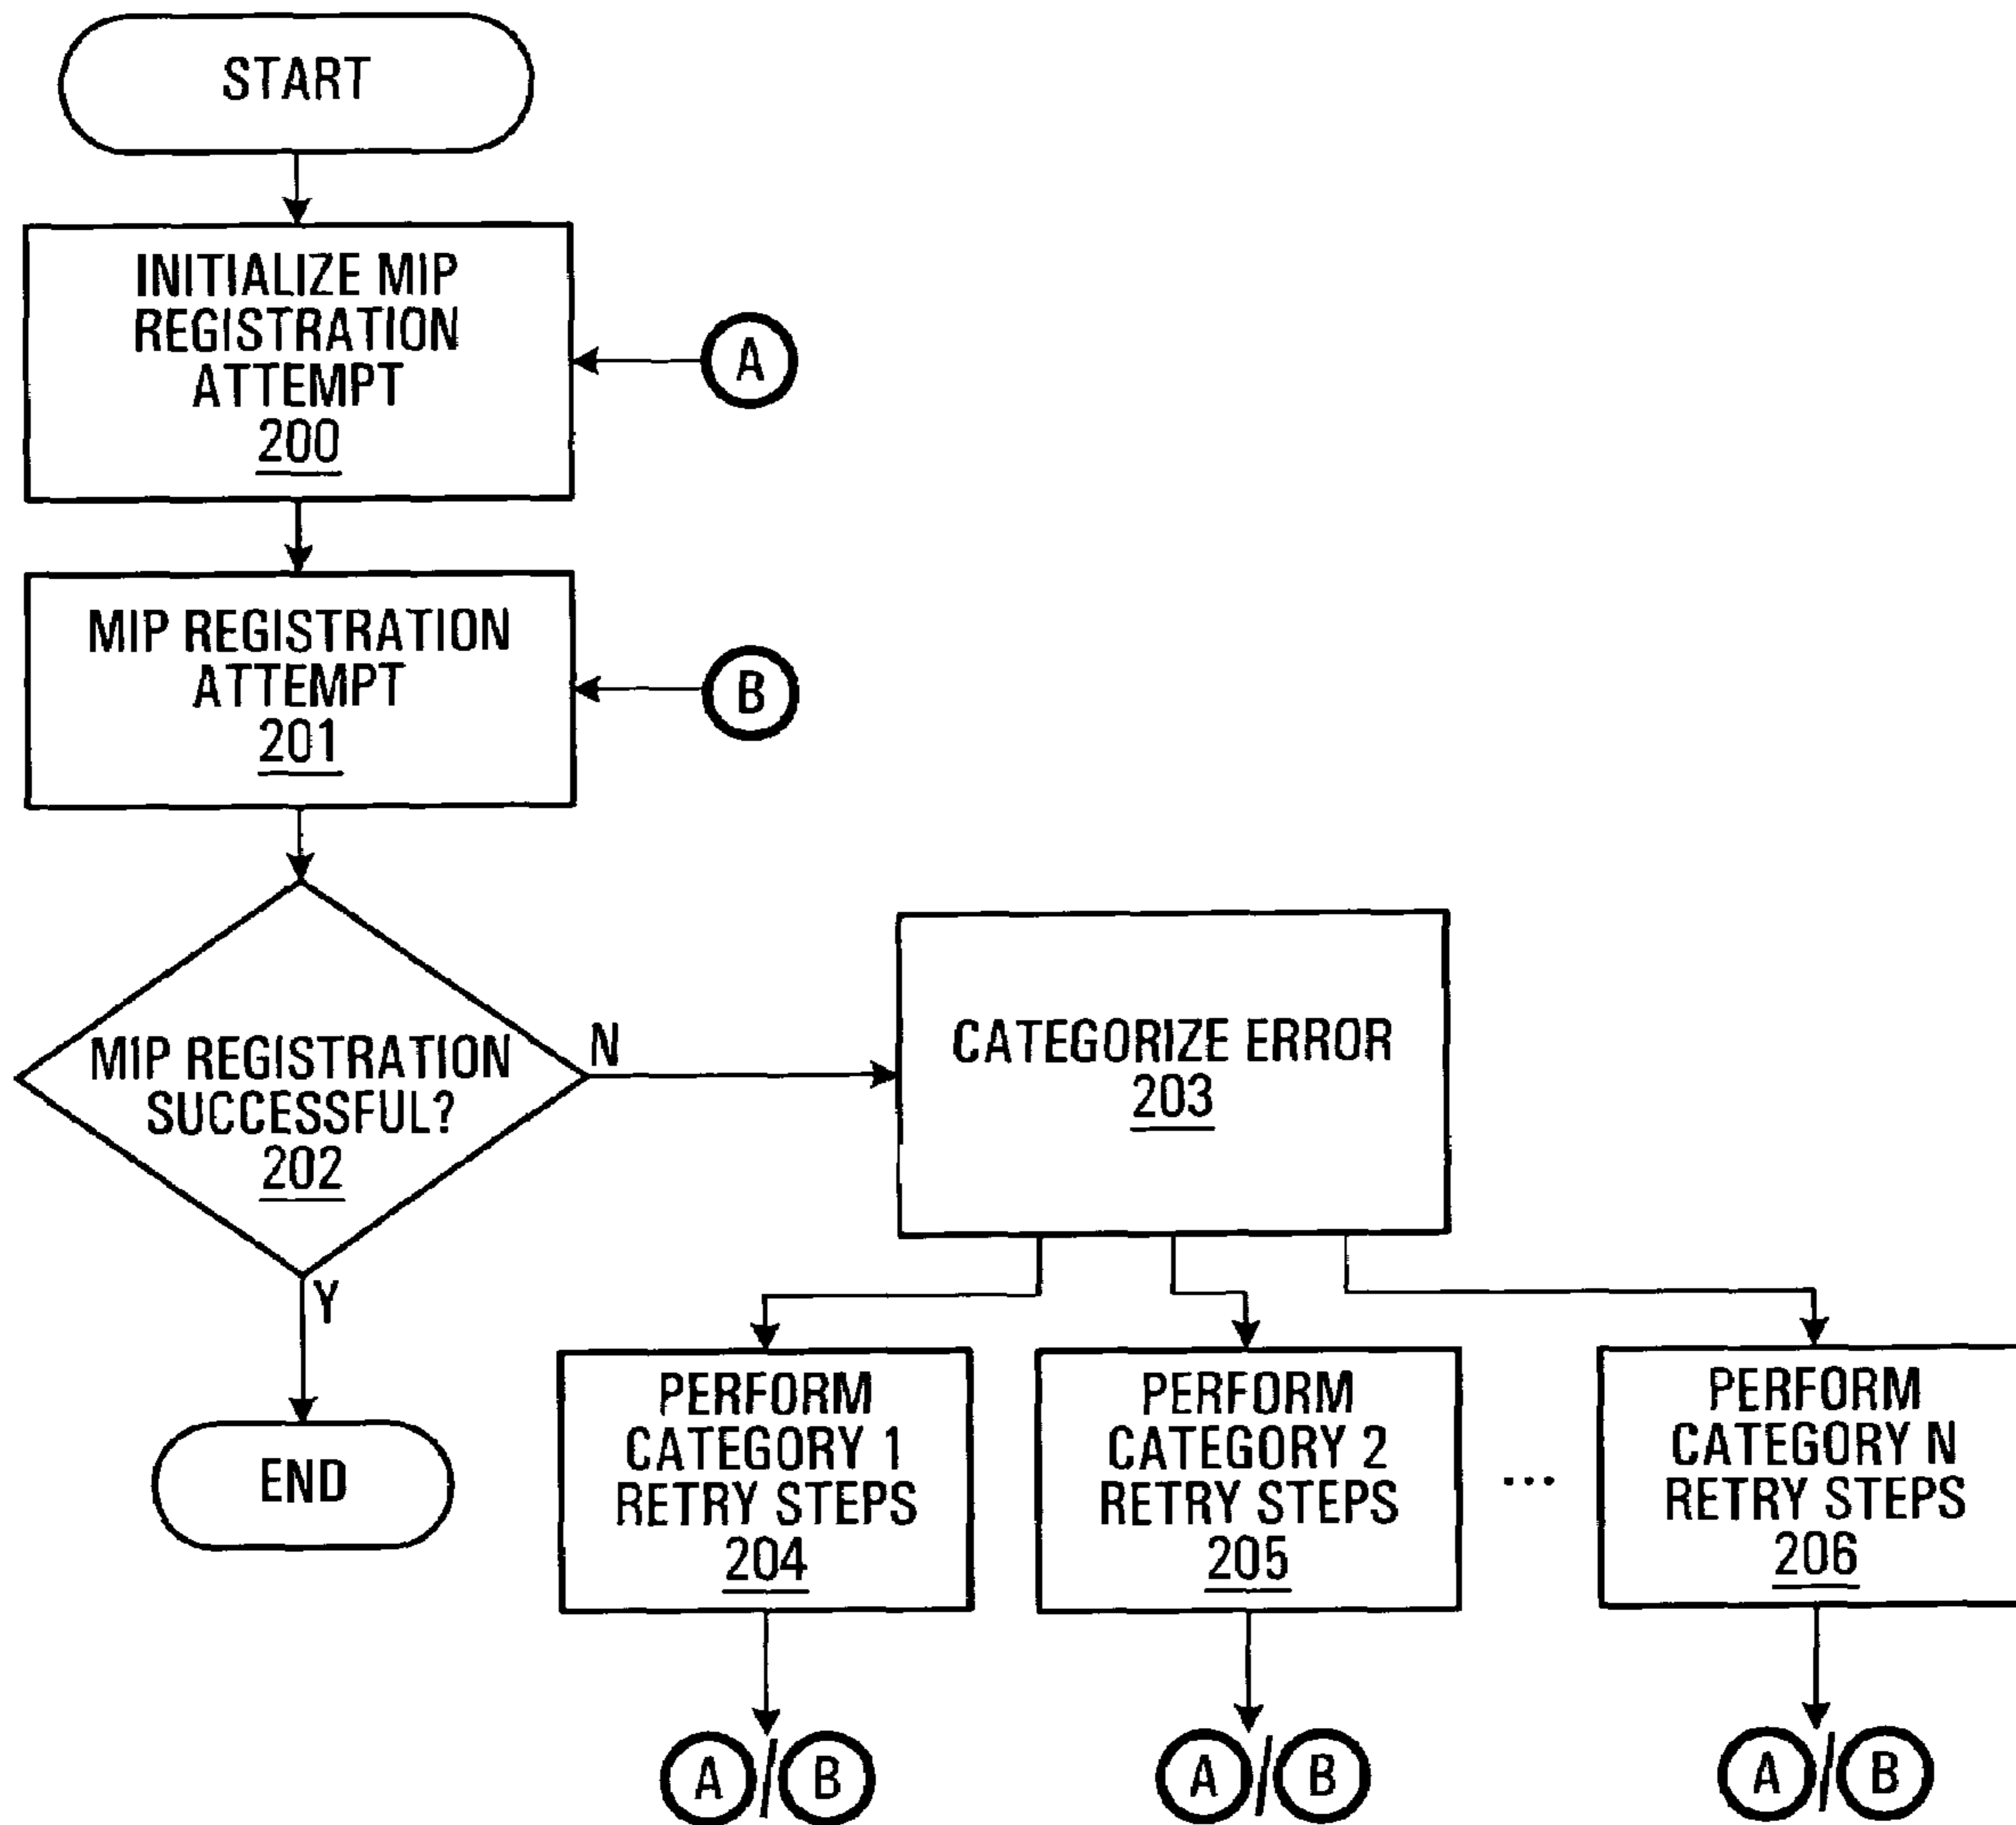 START
INITIALIZE MIP
REGISTRATION
ATTEMPT
200
A
MIP REGISTRATION
ATTEMPT
201
B
MIP REGISTRATION
SUCCESSFUL?
202
N
Y
CATEGORIZE ERROR
203
END
PERFORM
CATEGORY 1
RETRY STEPS
204
PERFORM
CATEGORY 2
RETRY STEPS
205
...
PERFORM
CATEGORY N
RETRY STEPS
206
A/B
A/B
A/B